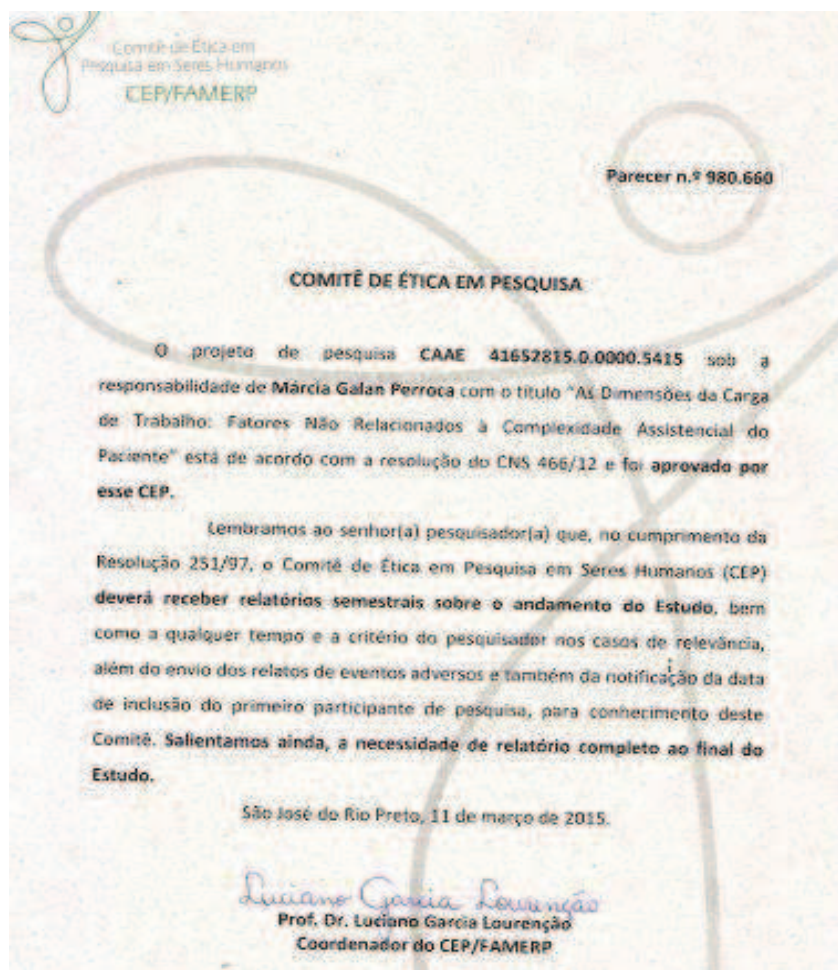 Comitê de Ética em
Pesquisa em Seres Humanos
CEP/FAMERP
Parecer n.º 980.660
COMITÊ DE ÉTICA EM PESQUISA
O projeto de pesquisa CAAE 41652815.0.0000.5415 sob a
responsabilidade de Márcia Galan Perroca com o título "As Dimensões da Carga
de Trabalho: Fatores Não Relacionados à Complexidade Assistencial do
Paciente" está de acordo com a resolução do CNS 466/12 e foi aprovado por
esse CEP.
Lembramos ao senhor(a) pesquisador(a) que, no cumprimento da
Resolução 251/97, o Comitê de Ética em Pesquisa em Seres Humanos (CEP)
deverá receber relatórios semestrais sobre o andamento do Estudo, bem
como a qualquer tempo e a critério do pesquisador nos casos de relevância,
além do envio dos relatos de eventos adversos e também da notificação da data
de inclusão do primeiro participante de pesquisa, para conhecimento deste
Comitê. Salientamos ainda, a necessidade de relatório completo ao final do
Estudo.
São José do Rio Preto, 11 de março de 2015.
Luciano Garcia Lourenção
Prof. Dr. Luciano Garcia Lourenção
Coordenador do CEP/FAMERP